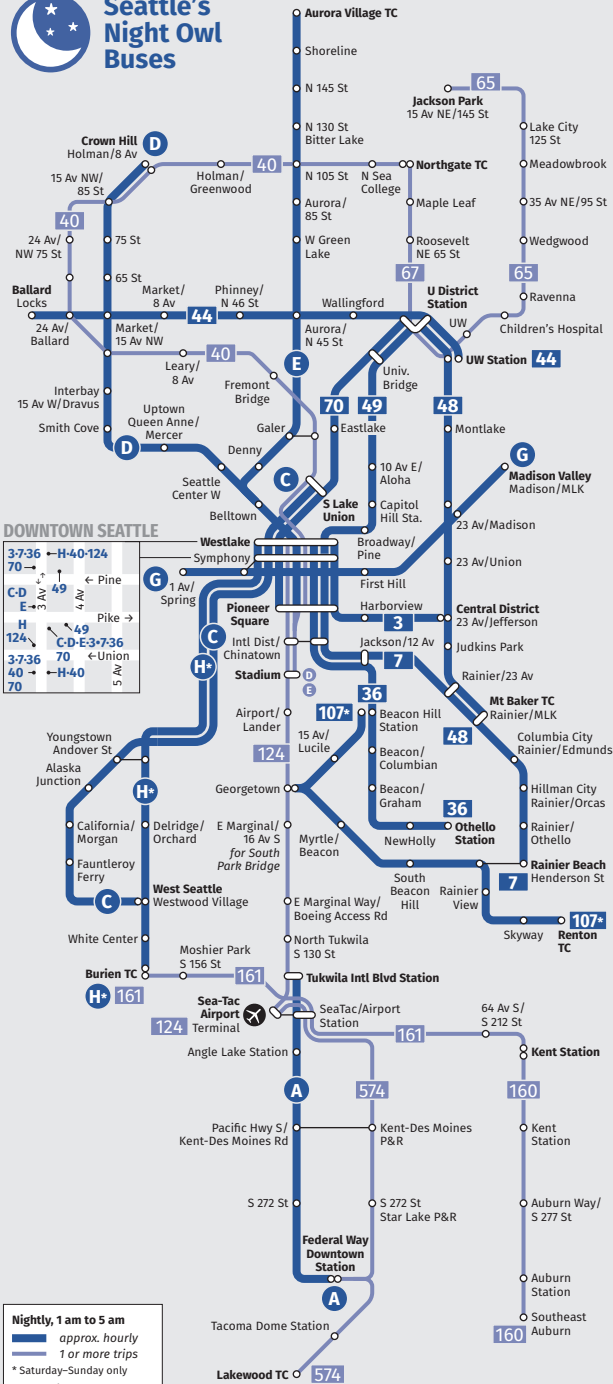 Seattle's
Night Owl
Buses
Aurora Village TC
Shoreline
N 145 St
N 130 St
Bitter Lake
65
Jackson Park
15 Av NE/145 St
Lake City
125 St
Crown Hill
Holman/8 Av
D
15 Av NW/
85 St
Holman/
Greenwood
40
N 105 St
N Sea
College
Northgate TC
Meadowbrook
40
Aurora/
85 St
Maple Leaf
35 Av NE/95 St
24 Av/
NW 75 St
75 St
W Green
Lake
Roosevelt
NE 65 St
Wedgwood
65 St
67
65
Ballard
Locks
Market/
8 Av
Phinney/
N 46 St
Wallingford
U District
Station
Ravenna
44
24 Av/
Ballard
Market/
15 Av NW
Aurora/
N 45 St
UW
Children's Hospital
40
Leary/
8 Av
E
Univ.
Bridge
UW Station
44
Fremont
Bridge
Interbay
15 Av W/Dravus
70
49
48
Smith Cove
Uptown
Queen Anne/
Mercer
Galer
Eastlake
Montlake
D
Denny
G
Madison Valley
Madison/MLK
Seattle
Center W
C
10 Av E/
Aloha
Belltown
S Lake
Union
Capitol
Hill Sta.
23 Av/Madison
DOWNTOWN SEATTLE
Westlake
Symphony
Broadway/
Pine
3·7·36
70
H·40·124
49
← Pine
3 Av
4 Av
C·D
E
Pike →
H
124
49
C·D·E·3·7·36
70
←Union
3·7·36
40
70
H·40
5 Av
G
1 Av/
Spring
First Hill
23 Av/Union
Pioneer
Square
Harborview
3
Central District
23 Av/Jefferson
C
H*
Intl Dist/
Chinatown
Jackson/12 Av
7
Judkins Park
Stadium
D
E
36
Rainier/23 Av
Airport/
Lander
107*
Beacon Hill
Station
Mt Baker TC
Rainier/MLK
48
Youngstown
Andover St
15 Av/
Lucile
124
Beacon/
Columbian
Columbia City
Rainier/Edmunds
Alaska
Junction
H*
Georgetown
Beacon/
Graham
Hillman City
Rainier/Orcas
36
California/
Morgan
Delridge/
Orchard
E Marginal/
16 Av S
for South
Park Bridge
Myrtle/
Beacon
NewHolly
Othello
Station
Rainier/
Othello
Fauntleroy
Ferry
South
Beacon
Hill
Rainier
View
Rainier Beach
Henderson St
7
C
West Seattle
Westwood Village
E Marginal Way/
Boeing Access Rd
Skyway
107*
Renton
TC
White Center
North Tukwila
S 130 St
Burien TC
Moshier Park
S 156 St
161
Tukwila Intl Blvd Station
H*
161
Sea-Tac
Airport
Terminal
124
SeaTac/Airport
Station
64 Av S/
S 212 St
161
Angle Lake Station
Kent Station
A
574
160
Pacific Hwy S/
Kent-Des Moines Rd
Kent-Des Moines
P&R
Kent
Station
S 272 St
S 272 St
Star Lake P&R
Auburn Way/
S 277 St
Federal Way
Downtown
Station
A
Auburn
Station
Southeast
Auburn
160
Tacoma Dome Station
Lakewood TC
574
Nightly, 1 am to 5 am
approx. hourly
1 or more trips
* Saturday–Sunday only